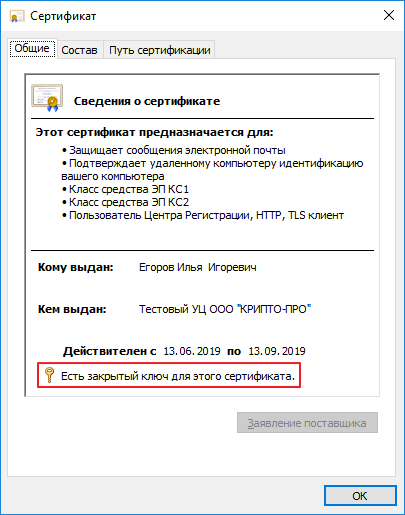 Сертификат
Общие Состав Путь сертификации
Сведения о сертификате
Этот сертификат предназначается для:
• Защищает сообщения электронной почты
• Подтверждает удаленному компьютеру идентификацию
вашего компьютера
• Класс средства ЭП КС1
• Класс средства ЭП КС2
• Пользователь Центра Регистрации, HTTP, TLS клиент
Кому выдан: Егоров Илья Игоревич
Кем выдан: Тестовый УЦ ООО "КРИПТО-ПРО"
Действителен с 13.06.2019 по 13.09.2019
Есть закрытый ключ для этого сертификата.
Заявление поставщика
ОК